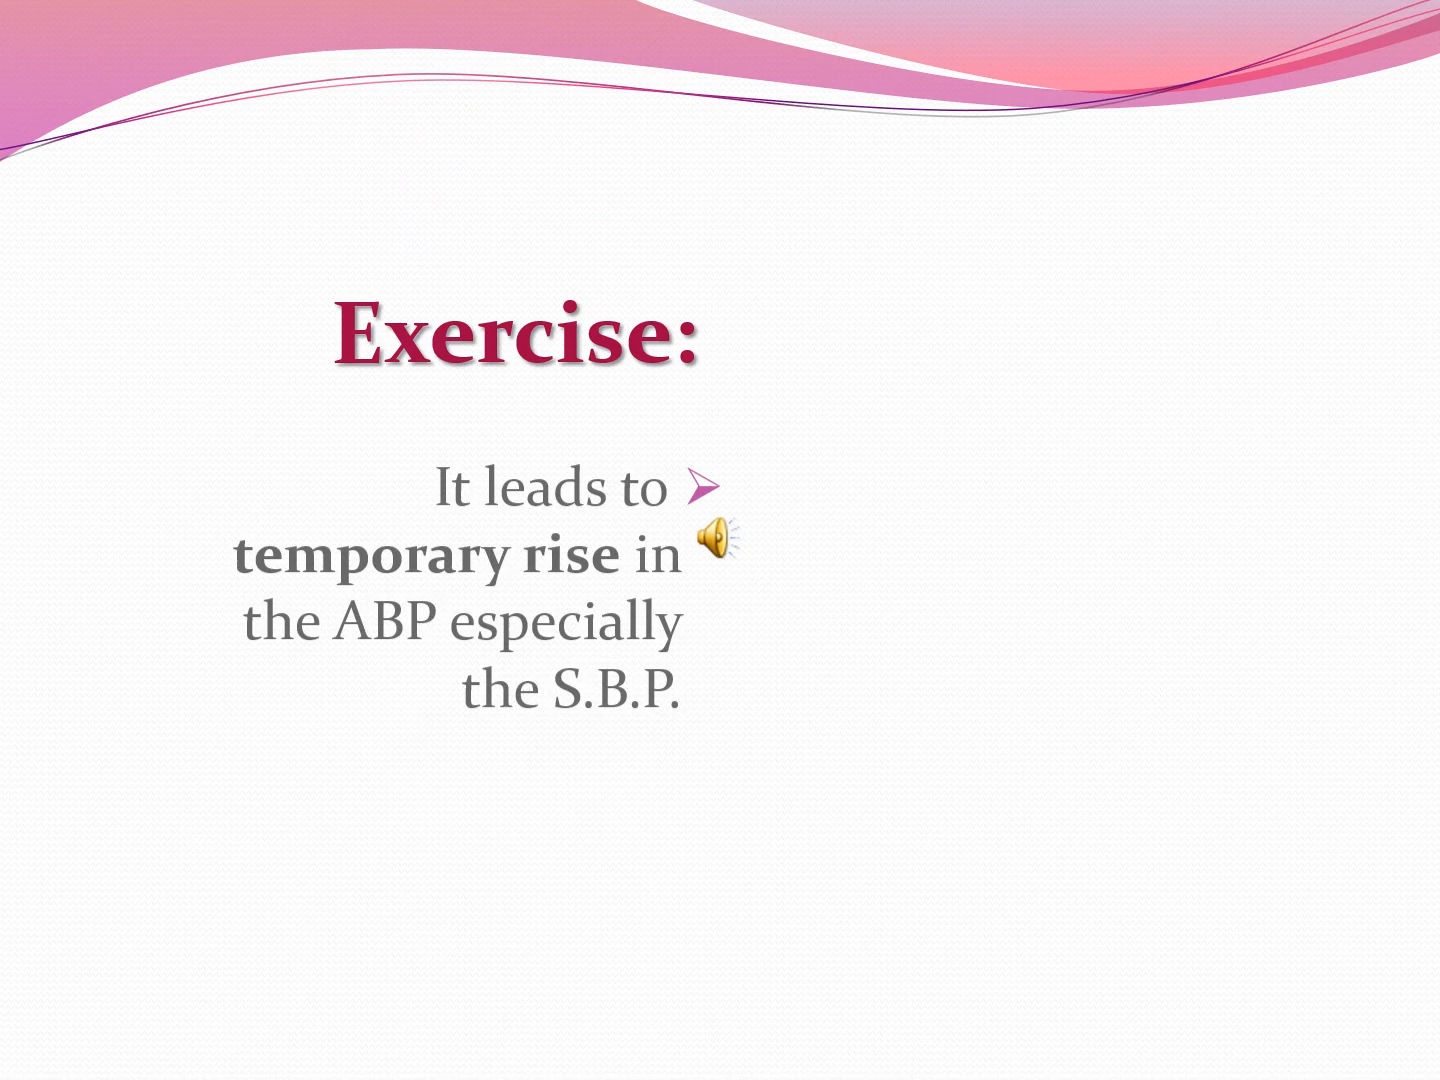 Exercise:
It leads to
temporary rise in
the ABP especially
the S.B.P.